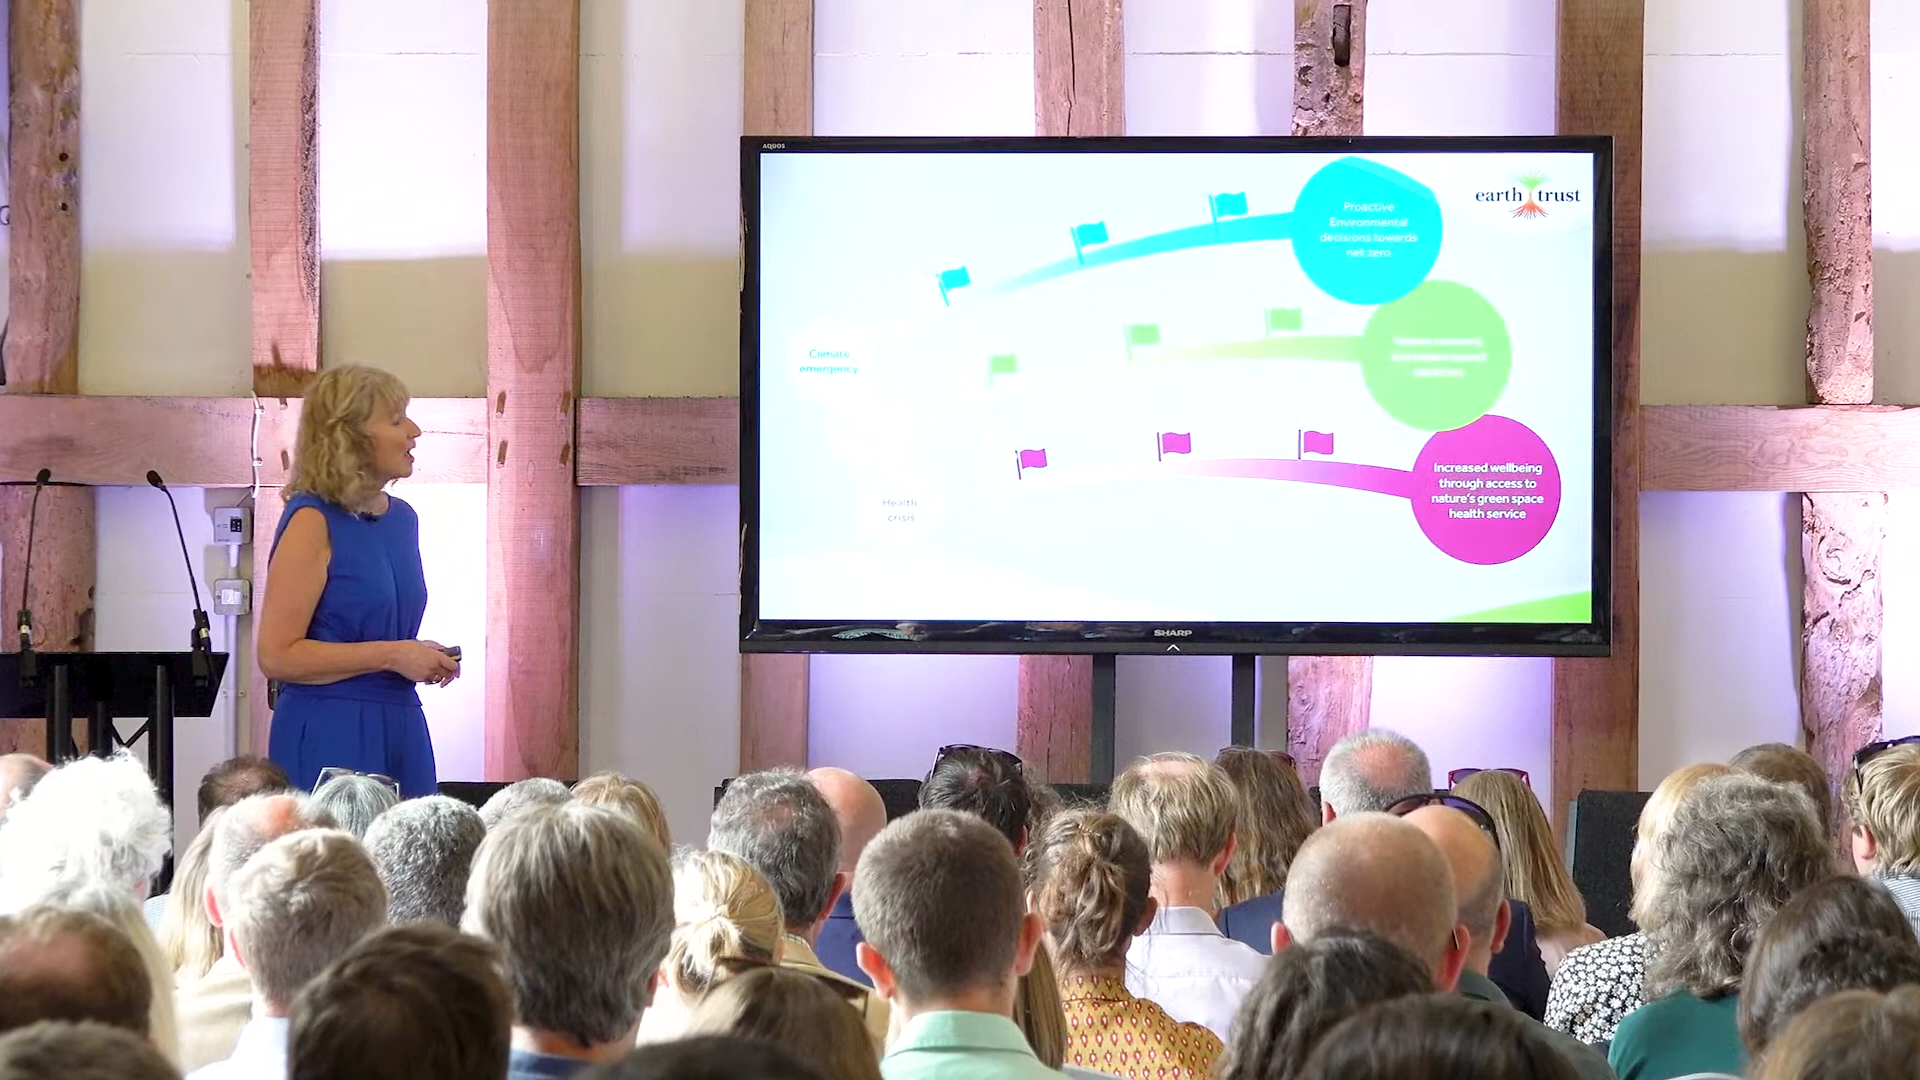 AQUOS
earth trust
Proactive
Environmental
decisions towards
net zero
Climate
emergency
Increased wellbeing
through access to
nature's green space
health service
Health
crisis
SHARP